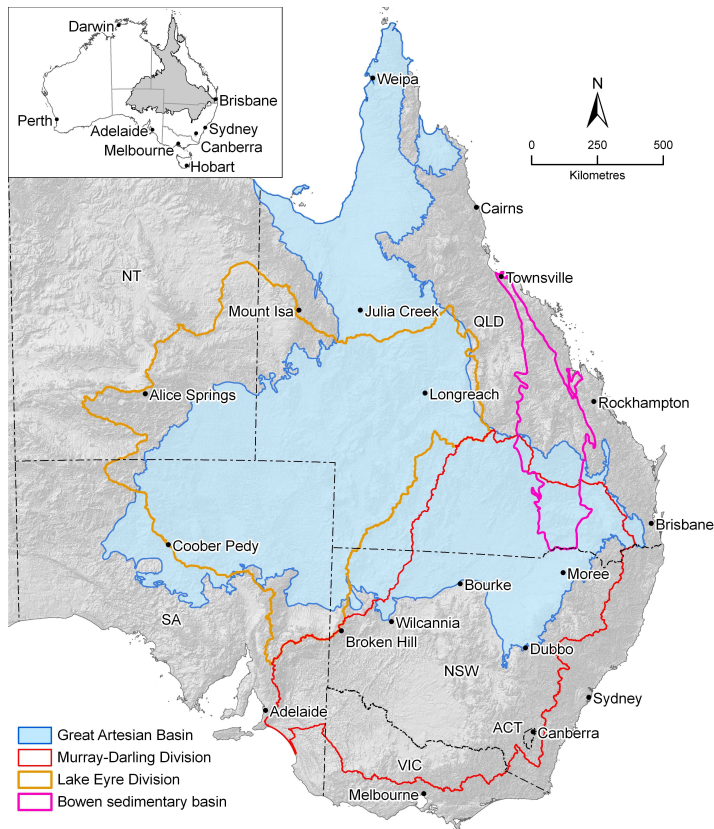 Darwin
Brisbane
Perth
Adelaide
Sydney
Canberra
Melbourne
Hobart
Weipa
N
0 250 500
Kilometres
Cairns
NT
Townsville
Mount Isa
Julia Creek
QLD
Alice Springs
Longreach
Rockhampton
Brisbane
Coober Pedy
Moree
Bourke
SA
Wilcannia
Broken Hill
Dubbo
NSW
Sydney
Adelaide
ACT
Canberra
Great Artesian Basin
Murray-Darling Division
VIC
Lake Eyre Division
Melbourne
Bowen sedimentary basin